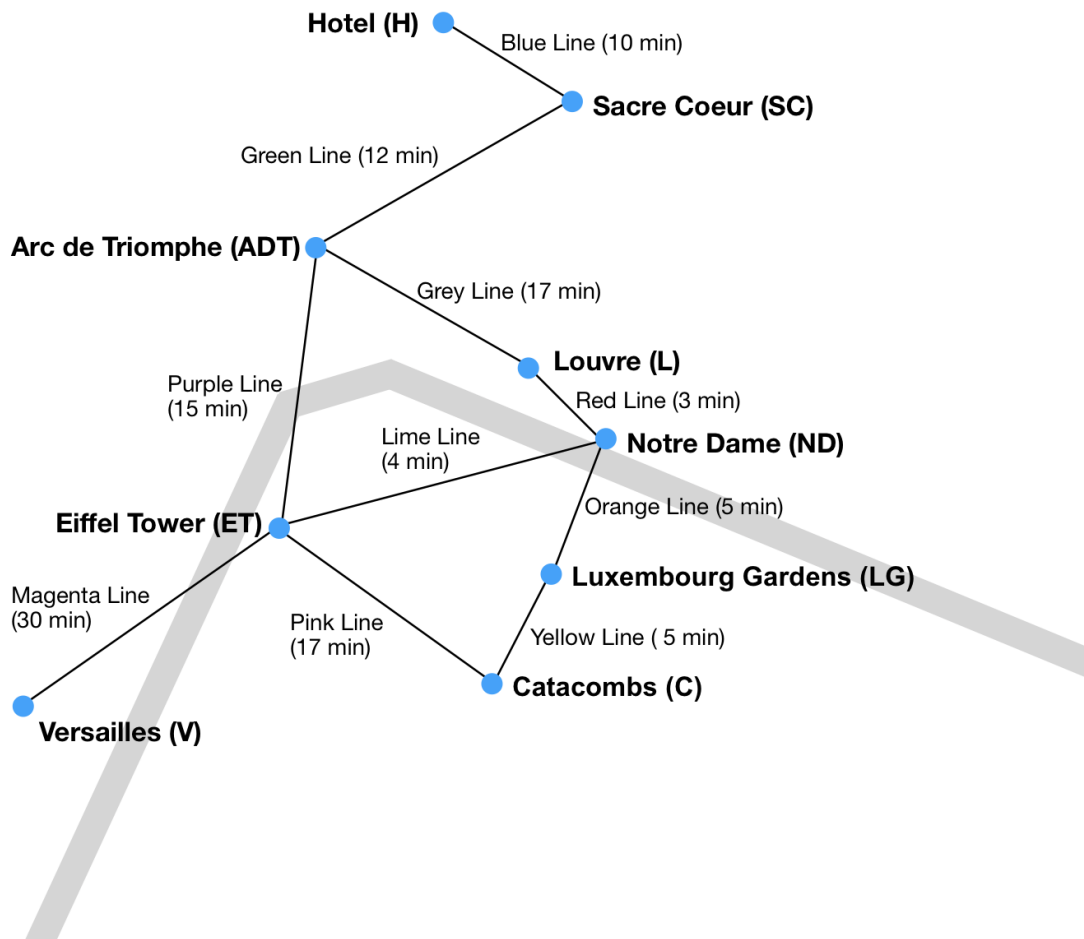 Hotel (H)
Blue Line (10 min)
Sacre Coeur (SC)
Green Line (12 min)
Arc de Triomphe (ADT)
Grey Line (17 min)
Louvre (L)
Purple Line
(15 min)
Red Line (3 min)
Lime Line
(4 min)
Notre Dame (ND)
Orange Line (5 min)
Eiffel Tower (ET)
Luxembourg Gardens (LG)
Magenta Line
(30 min)
Pink Line
(17 min)
Yellow Line ( 5 min)
Catacombs (C)
Versailles (V)